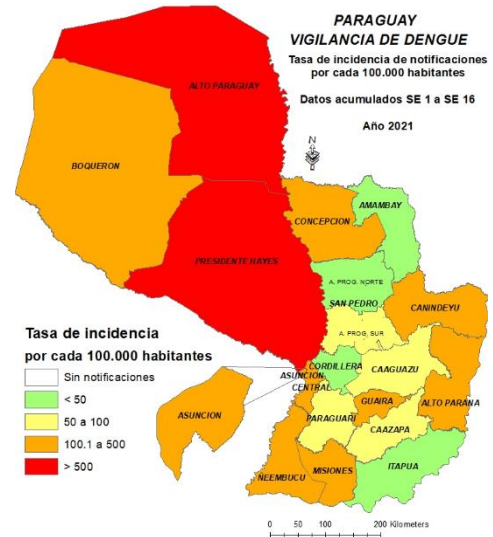 PARAGUAY
VIGILANCIA DE DENGUE
Tasa de incidencia de notificaciones
por cada 100.000 habitantes
Datos acumulados SE 1 a SE 16
Año 2021
N
ALTO PARAGUAY
BOQUERON
AMAMBAY
CONCEPCION
PRESIDENTE HAYES
A. PROG. NORTE
SAN PEDRO
CANINDEYU
A. PROG. SUR
CORDILLERA
CAAGUAZU
ASUNCION
CENTRAL
GUAIRA
ALTO PARANA
PARAGUARI
CAAZAPA
ITAPUA
NEEMBUCU
MISIONES
Tasa de incidencia
por cada 100.000 habitantes
Sin notificaciones
< 50
50 a 100
100.1 a 500
> 500
ASUNCION
0 50 100 200 Kilometers